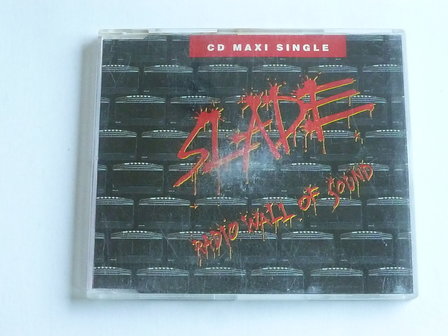 CD MAXI SINGLE
SLADE
RADIO WALL OF SOUND